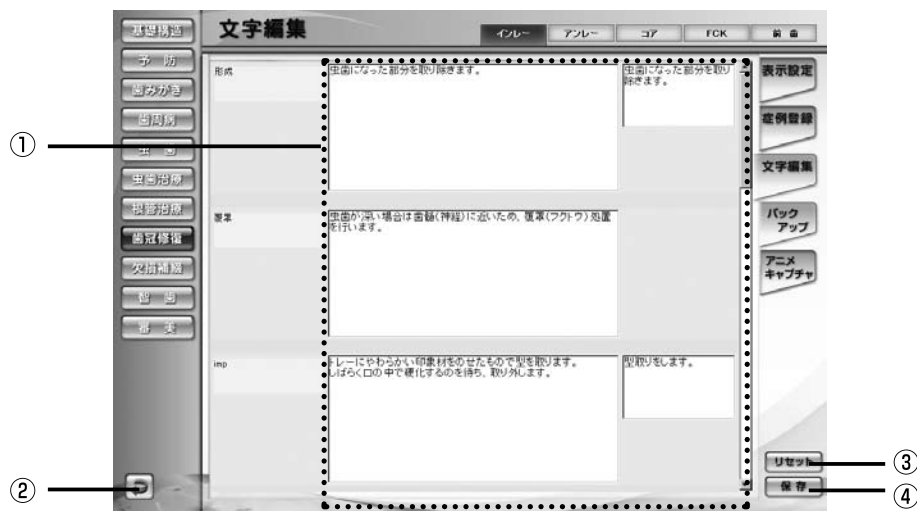 文字編集
インレー
アンレー
コア
FCK
前歯
基礎構造
予防
歯みがき
歯周病
虫歯
虫歯治療
根管治療
歯冠修復
欠損補綴
智歯
審美
形成
虫歯になった部分を取り除きます。
虫歯になった部分を取り
除きます。
覆罩
虫歯が深い場合は歯髄(神経)に近いため、覆罩(フクトウ)処置
を行います。
imp
トレーにやわらかい印象材をのせたもので型を取ります。
しばらく口の中で硬化するのを待ち、取り外します。
型取りをします。
表示設定
症例登録
文字編集
バック
アップ
アニメ
キャプチャ
リセット
保存
①
②
③
④